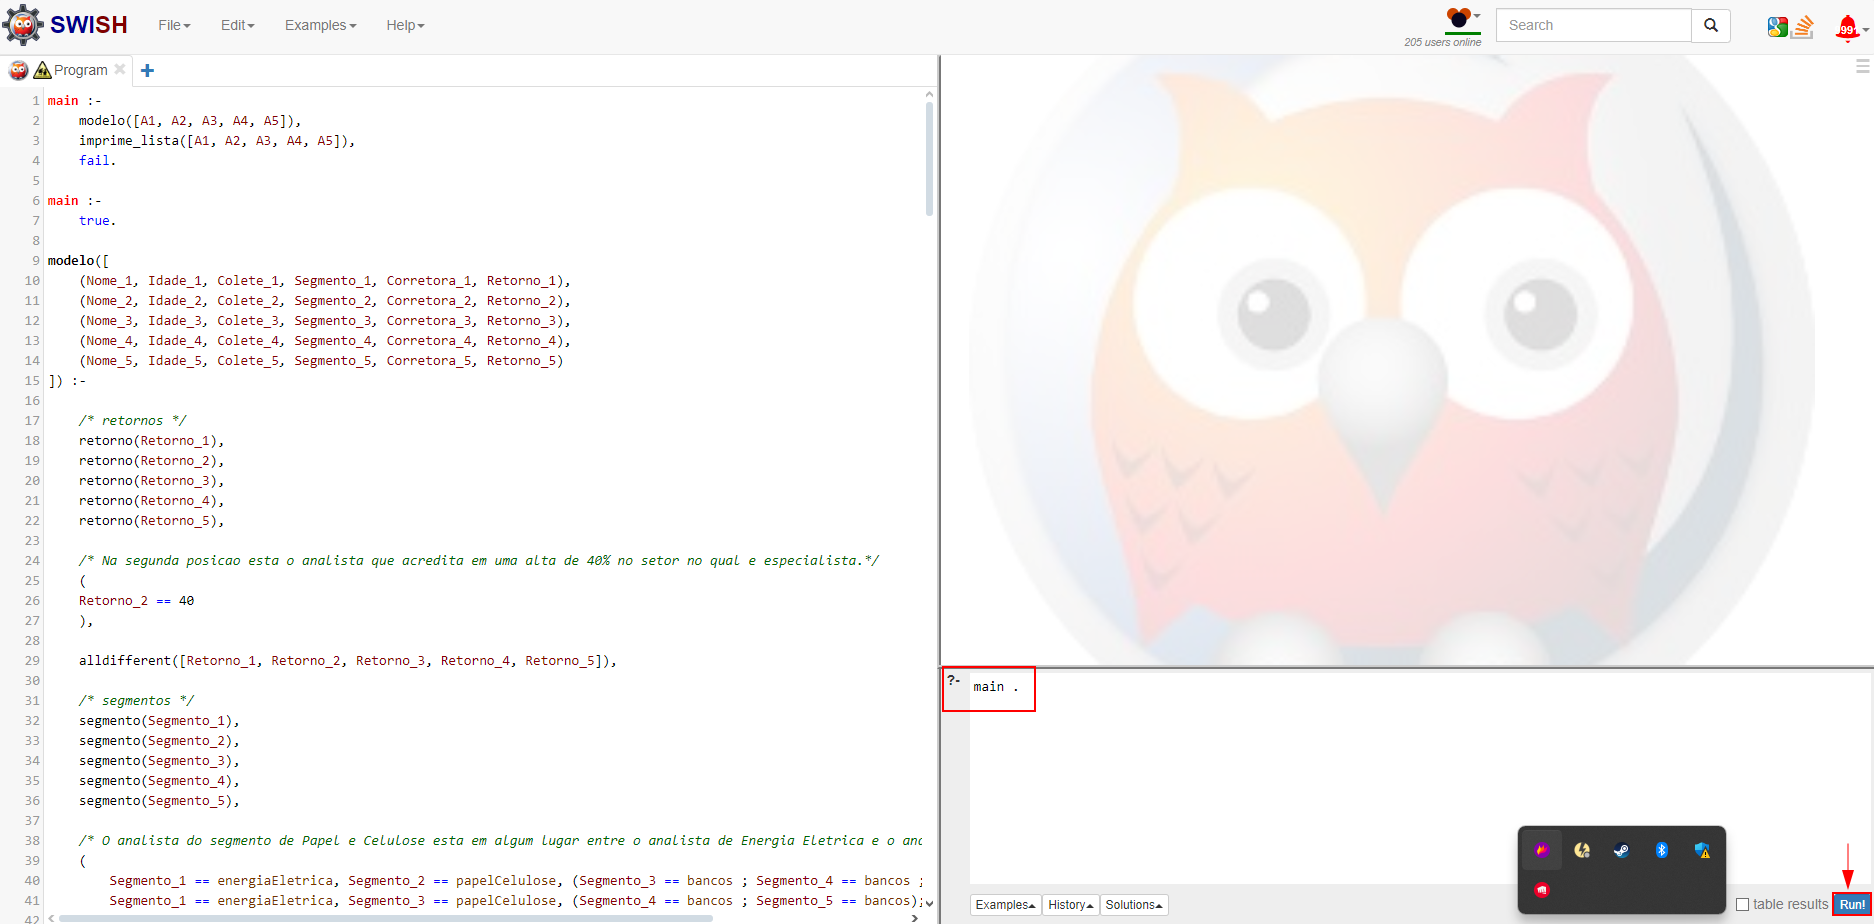 SWISH File Edit Examples Help
205 users online
Search
99
Program
1 main :-
2 modelo([A1, A2, A3, A4, A5]),
3 imprime_lista([A1, A2, A3, A4, A5]),
4 fail.
5
6 main :-
7 true.
8
9 modelo([
10 (Nome_1, Idade_1, Colete_1, Segmento_1, Corretora_1, Retorno_1),
11 (Nome_2, Idade_2, Colete_2, Segmento_2, Corretora_2, Retorno_2),
12 (Nome_3, Idade_3, Colete_3, Segmento_3, Corretora_3, Retorno_3),
13 (Nome_4, Idade_4, Colete_4, Segmento_4, Corretora_4, Retorno_4),
14 (Nome_5, Idade_5, Colete_5, Segmento_5, Corretora_5, Retorno_5)
15 ]) :-
16
17 /* retornos */
18 retorno(Retorno_1),
19 retorno(Retorno_2),
20 retorno(Retorno_3),
21 retorno(Retorno_4),
22 retorno(Retorno_5),
23
24 /* Na segunda posicao esta o analista que acredita em uma alta de 40% no setor no qual e especialista.*/
25 (
26 Retorno_2 == 40
27 ),
28
29 alldifferent([Retorno_1, Retorno_2, Retorno_3, Retorno_4, Retorno_5]),
30
31 /* segmentos */
32 segmento(Segmento_1),
33 segmento(Segmento_2),
34 segmento(Segmento_3),
35 segmento(Segmento_4),
36 segmento(Segmento_5),
37
38 /* O analista do segmento de Papel e Celulose esta em algum lugar entre o analista de Energia Eletrica e o
39 (
40 Segmento_1 == energiaEletrica, Segmento_2 == papelCelulose, (Segmento_3 == bancos ; Segmento_4 == bancos ;
41 Segmento_1 == energiaEletrica, Segmento_3 == papelCelulose, (Segmento_4 == bancos ; Segmento_5 == bancos);
42
?- main .
Examples History Solutions
table results Run!